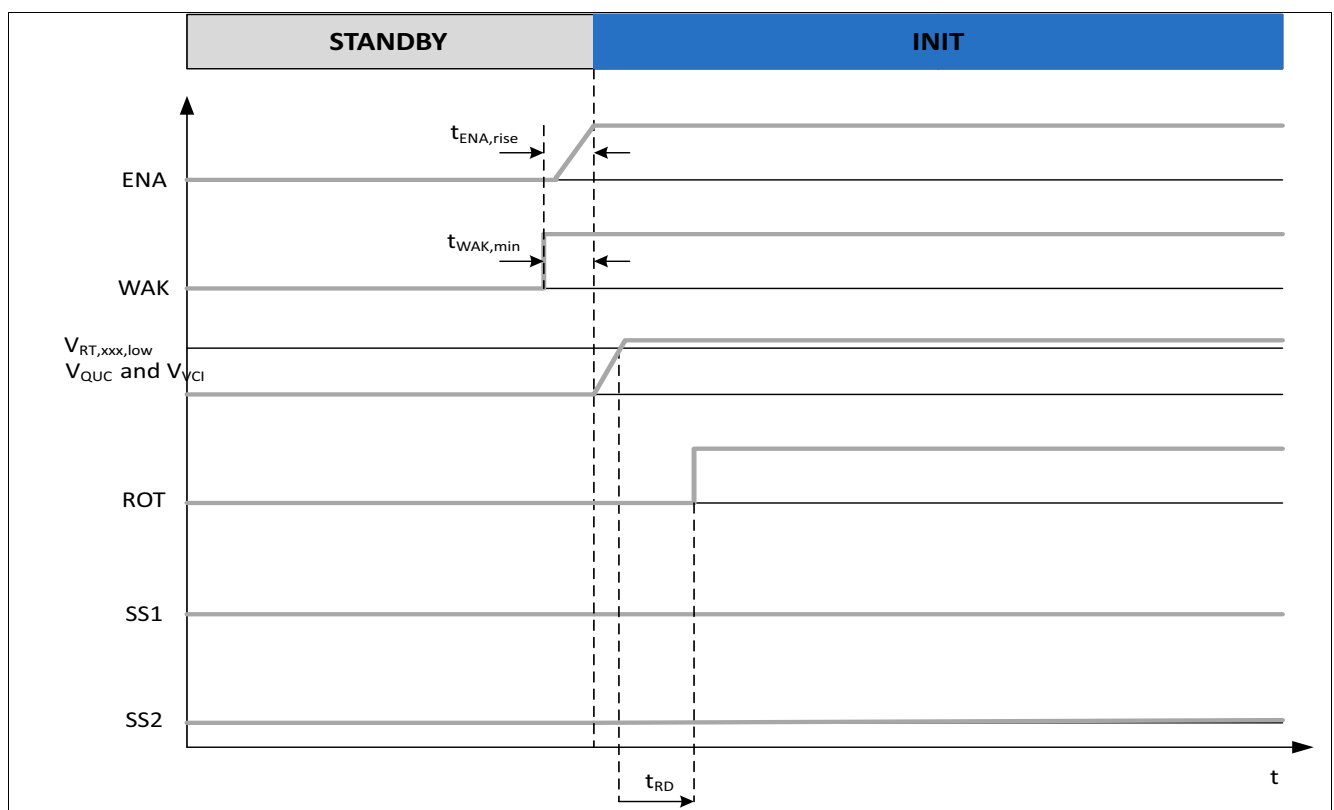 STANDBY INIT
tENA,rise
ENA
tWAK,min
WAK
VRT,xxx,low
VQUC and VVCI
ROT
SS1
SS2
t
tRD